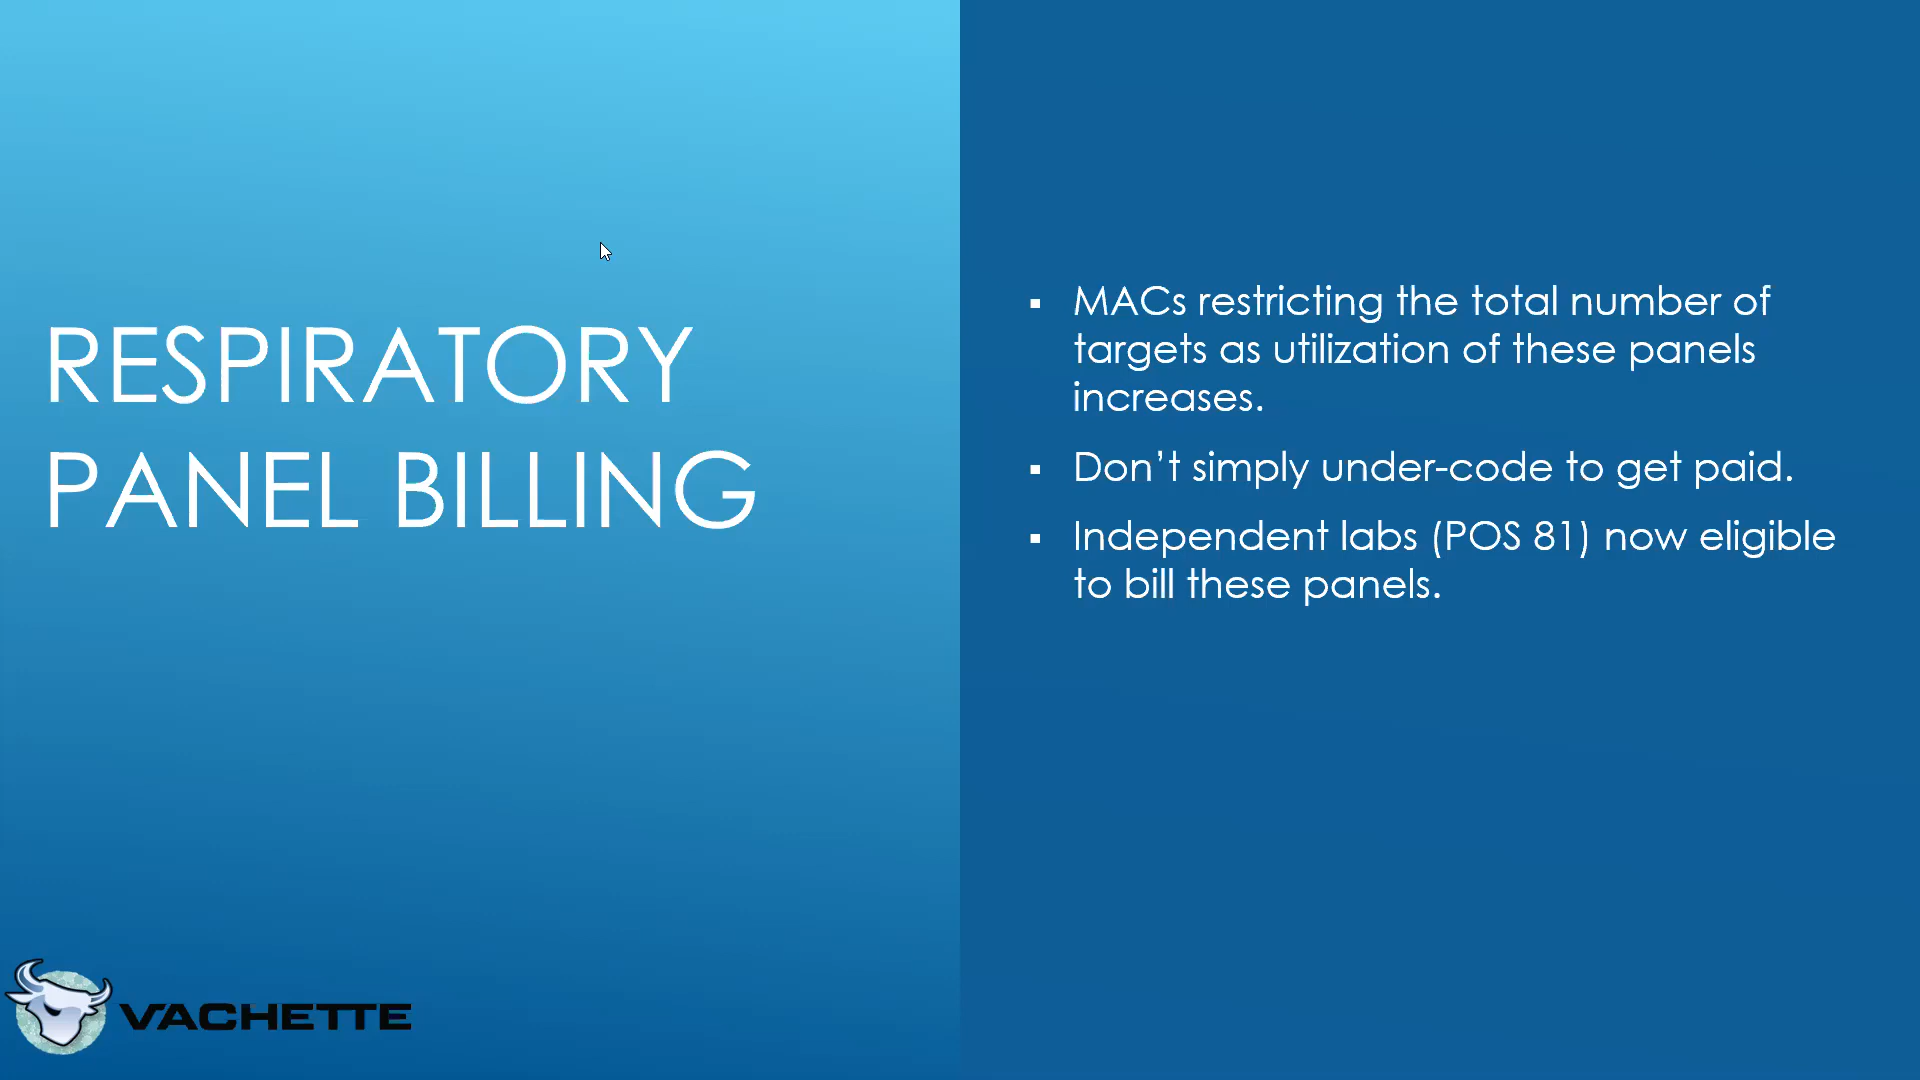 RESPIRATORY
PANEL BILLING
▪ MACs restricting the total number of
targets as utilization of these panels
increases.
▪ Don’t simply under-code to get paid.
▪ Independent labs (POS 81) now eligible
to bill these panels.
VACHETTE